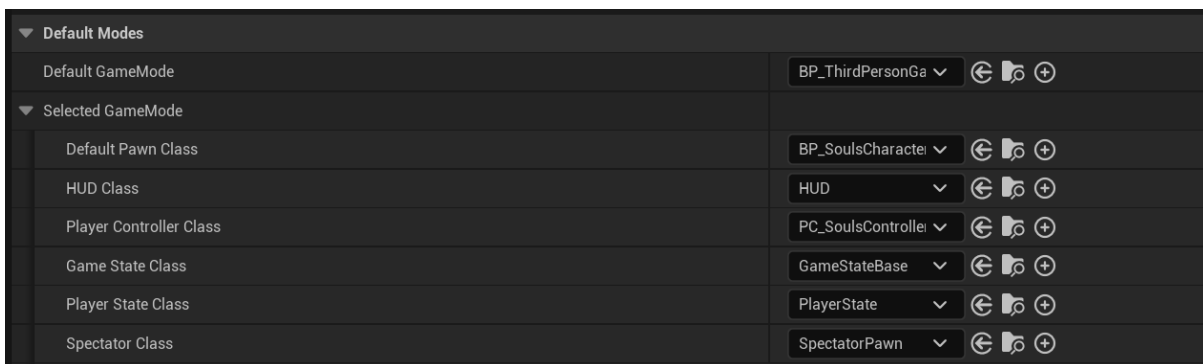 Default Modes
Default GameMode BP_ThirdPersonGa
Selected GameMode
Default Pawn Class BP_SoulsCharacte
HUD Class HUD
Player Controller Class PC_SoulsControlle
Game State Class GameStateBase
Player State Class PlayerState
Spectator Class SpectatorPawn